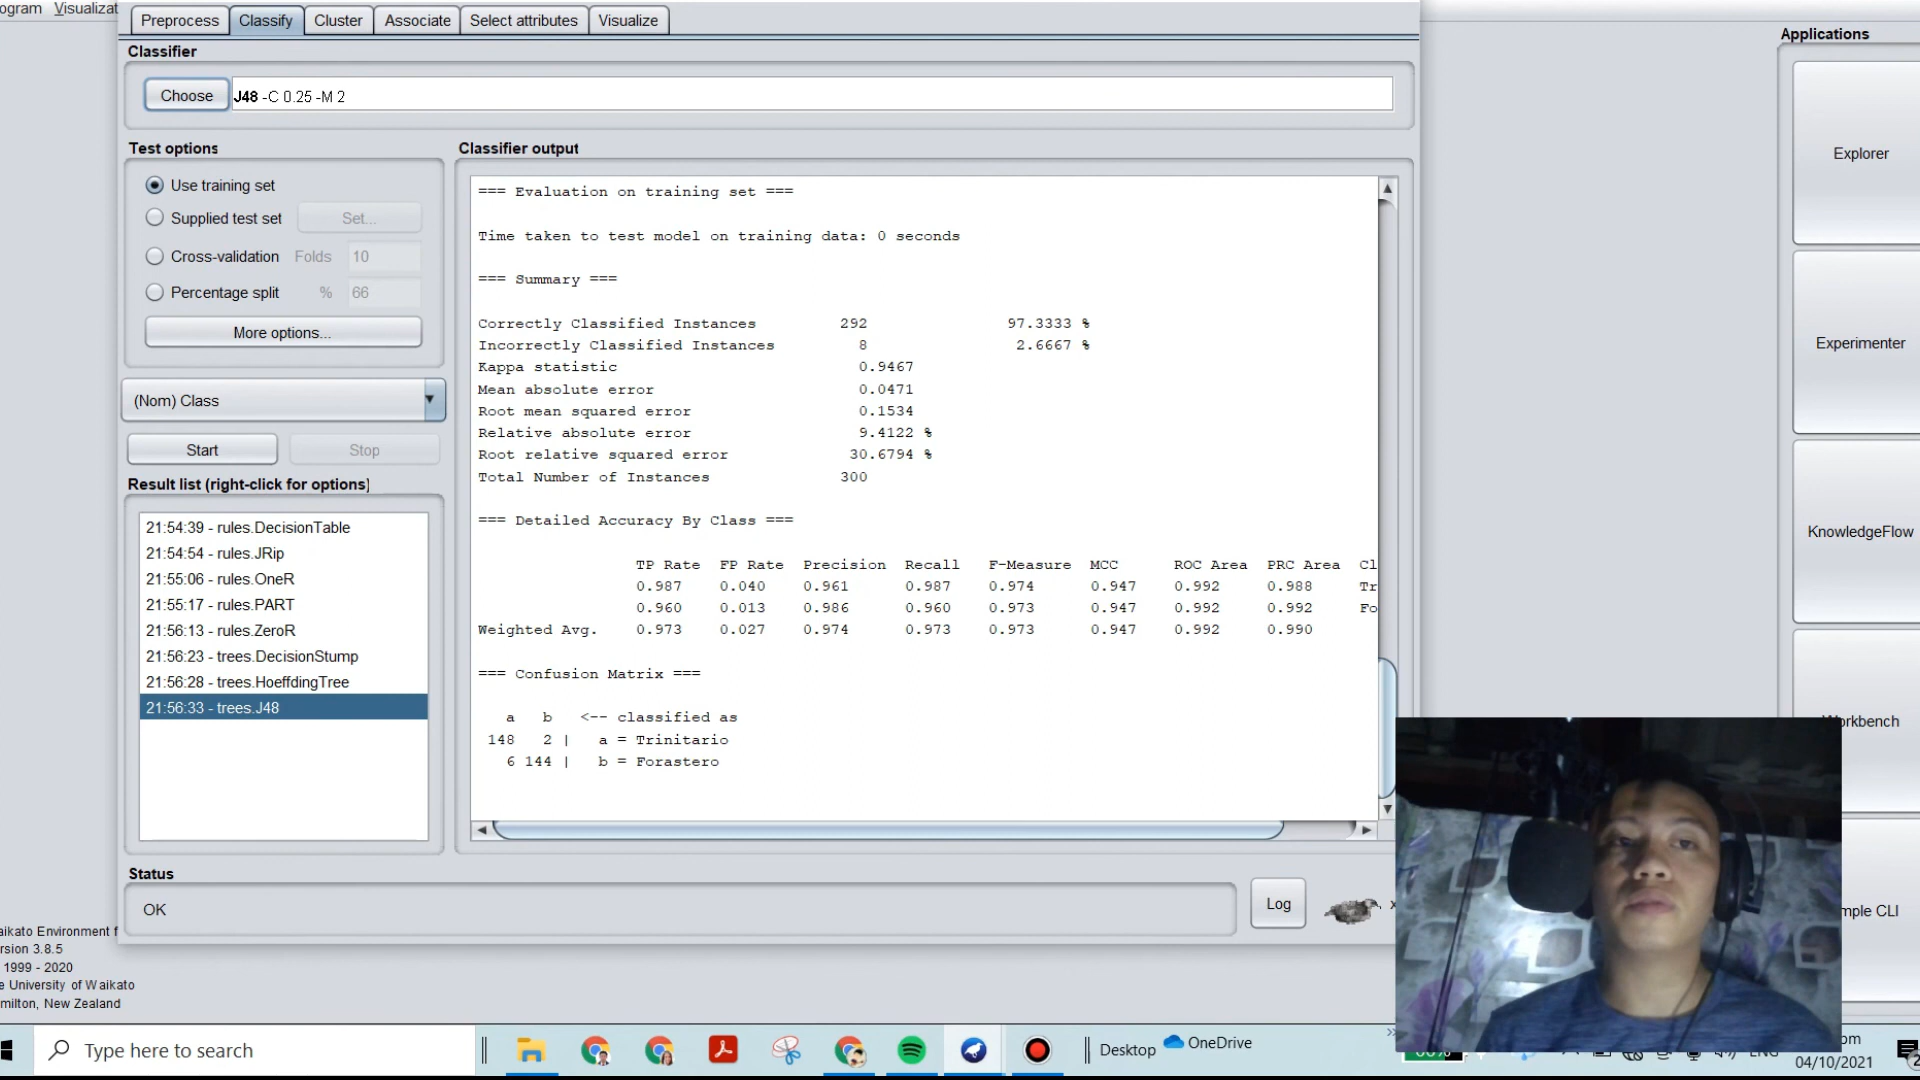 ogram Visualizat
Preprocess Classify Cluster Associate Select attributes Visualize
Applications
Classifier
Choose J48 -C 0.25 -M 2
Test options
Use training set
Supplied test set Set...
Cross-validation Folds 10
Percentage split % 66
More options...
(Nom) Class
Start Stop
Result list (right-click for options)
21:54:39 - rules.DecisionTable
21:54:54 - rules.JRip
21:55:06 - rules.OneR
21:55:17 - rules.PART
21:56:13 - rules.ZeroR
21:56:23 - trees.DecisionStump
21:56:28 - trees.HoeffdingTree
21:56:33 - trees.J48
Classifier output
=== Evaluation on training set ===
Time taken to test model on training data: 0 seconds
=== Summary ===
Correctly Classified Instances 292 97.3333 %
Incorrectly Classified Instances 8 2.6667 %
Kappa statistic 0.9467
Mean absolute error 0.0471
Root mean squared error 0.1534
Relative absolute error 9.4122 %
Root relative squared error 30.6794 %
Total Number of Instances 300
=== Detailed Accuracy By Class ===
TP Rate FP Rate Precision Recall F-Measure MCC ROC Area PRC Area Cl
0.987 0.040 0.961 0.987 0.974 0.947 0.992 0.988 Tr
0.960 0.013 0.986 0.960 0.973 0.947 0.992 0.992 Fo
Weighted Avg. 0.973 0.027 0.974 0.973 0.973 0.947 0.992 0.990
=== Confusion Matrix ===
a b <-- classified as
148 2 | a = Trinitario
6 144 | b = Forastero
Status
OK
Log
x
Explorer
Experimenter
KnowledgeFlow
orkbench
mple CLI
aikato Environment f
ersion 3.8.5
1999 - 2020
e University of Waikato
milton, New Zealand
Type here to search
Desktop
OneDrive
om
04/10/2021